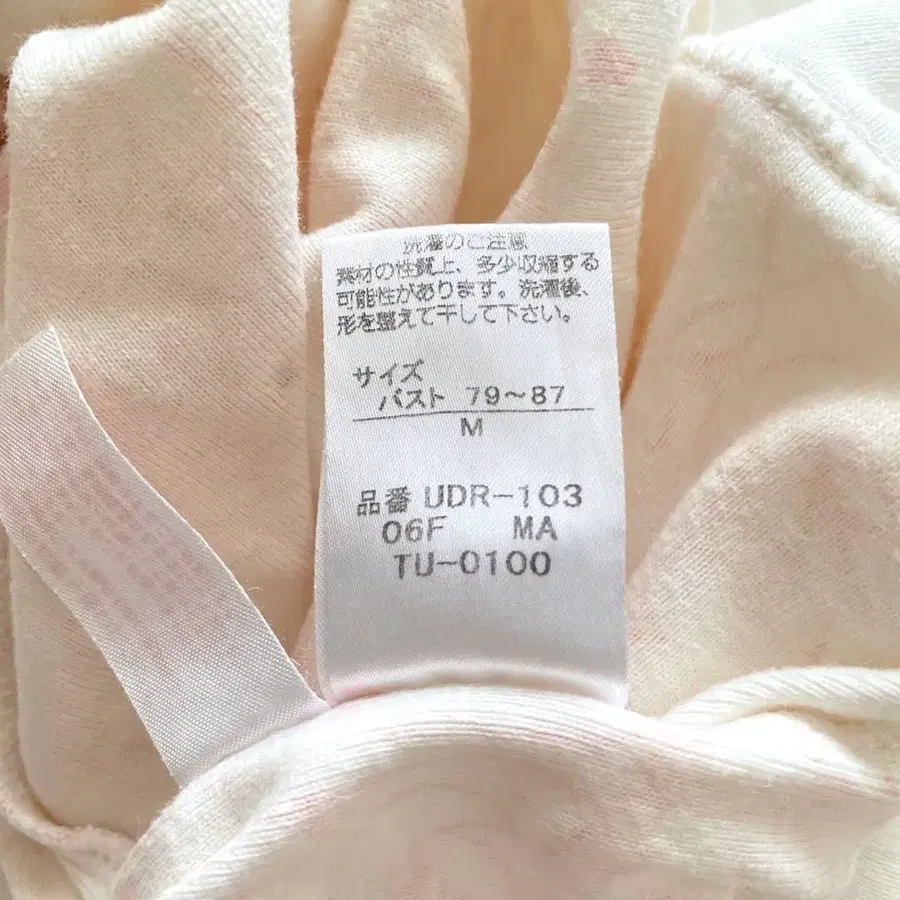 洗濯のご注意
素材の性質上、多少収縮する
可能性があります。洗濯後、
形を整えて干して下さい。
サイズ
バスト 79～87
M
品番 UDR-103
06F MA
TU-0100